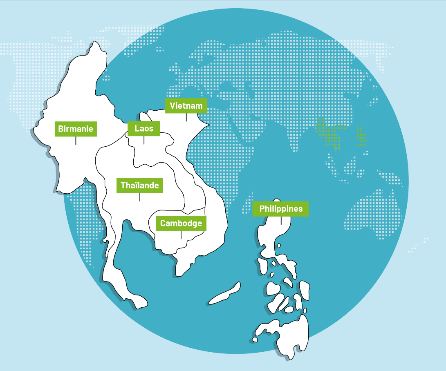 Vietnam
Birmanie
Laos
Thaïlande
Philippines
Cambodge